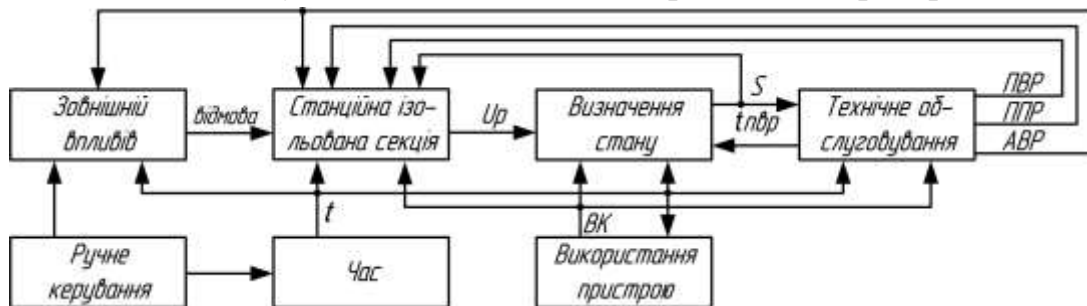 Зовнішній
впливів
відмова
Станційна ізо-
льована секція
Uр
Визначення
стану
S
tпвр
Технічне об-
слуговування
ПВР
ППР
АВР
t
ВК
Ручне
керування
Час
Використання
пристрою